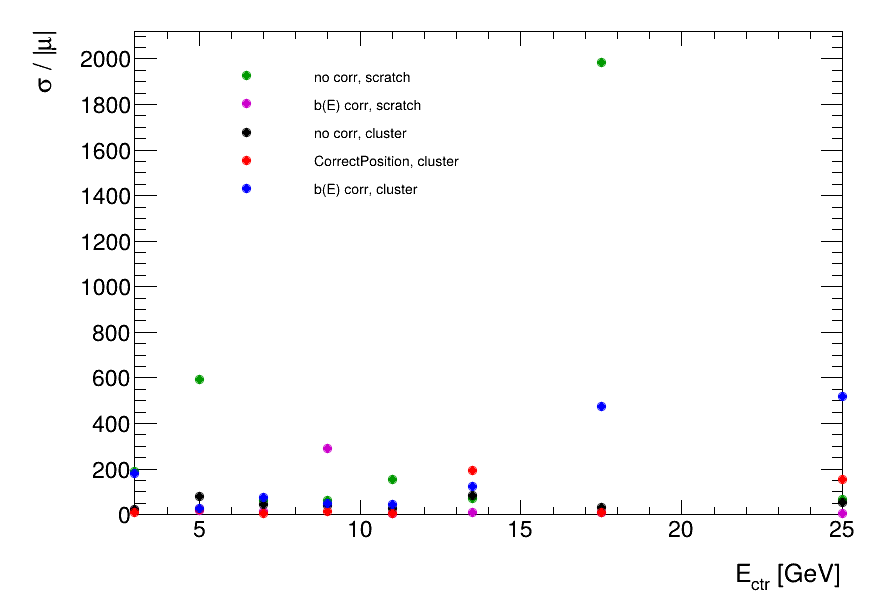 σ / |μ|
2000
1800
1600
1400
1200
1000
800
600
400
200
0
no corr, scratch
b(E) corr, scratch
no corr, cluster
CorrectPosition, cluster
b(E) corr, cluster
5 10 15 20 25
E_ctr [GeV]